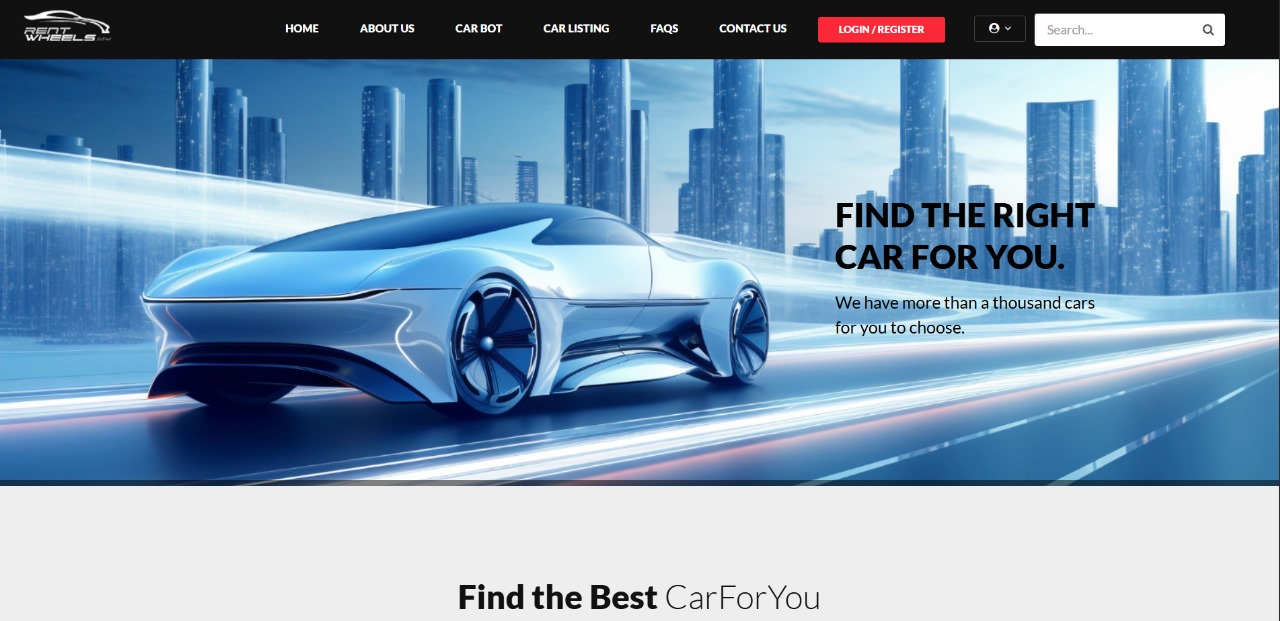 RENT
WHEELS MY
HOME
ABOUT US
CAR BOT
CAR LISTING
FAQS
CONTACT US
LOGIN / REGISTER
Search...
FIND THE RIGHT
CAR FOR YOU.
We have more than a thousand cars
for you to choose.
Find the Best CarForYou